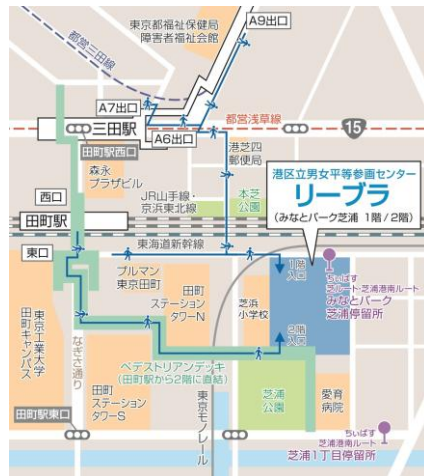 A9出口
東京都福祉保健局
障害者福祉会館
都営三田線
A7出口
三田駅
A6出口
都営浅草線
15
田町駅西口
森永
プラザビル
港芝四
郵便局
西口
田町駅
JR山手線・
京浜東北線
本芝
公園
港区立男女平等参画センター
リーブラ
(みなとパーク芝浦 1階/2階)
東海道新幹線
東口
プルマン
東京田町
田町
ステーション
タワーN
芝浜
小学校
1階
入口
2階
入口
ちぃばす
芝ルート・芝浦港南ルート
みなとパーク
芝浦停留所
東京工業大学
田町キャンパス
なぎさ通り
ペデストリアンデッキ
(田町駅から2階に直結)
田町
ステーション
タワーS
東京モノレール
芝浦
公園
愛育
病院
田町駅東口
ちぃばす
芝浦港南ルート
芝浦1丁目停留所